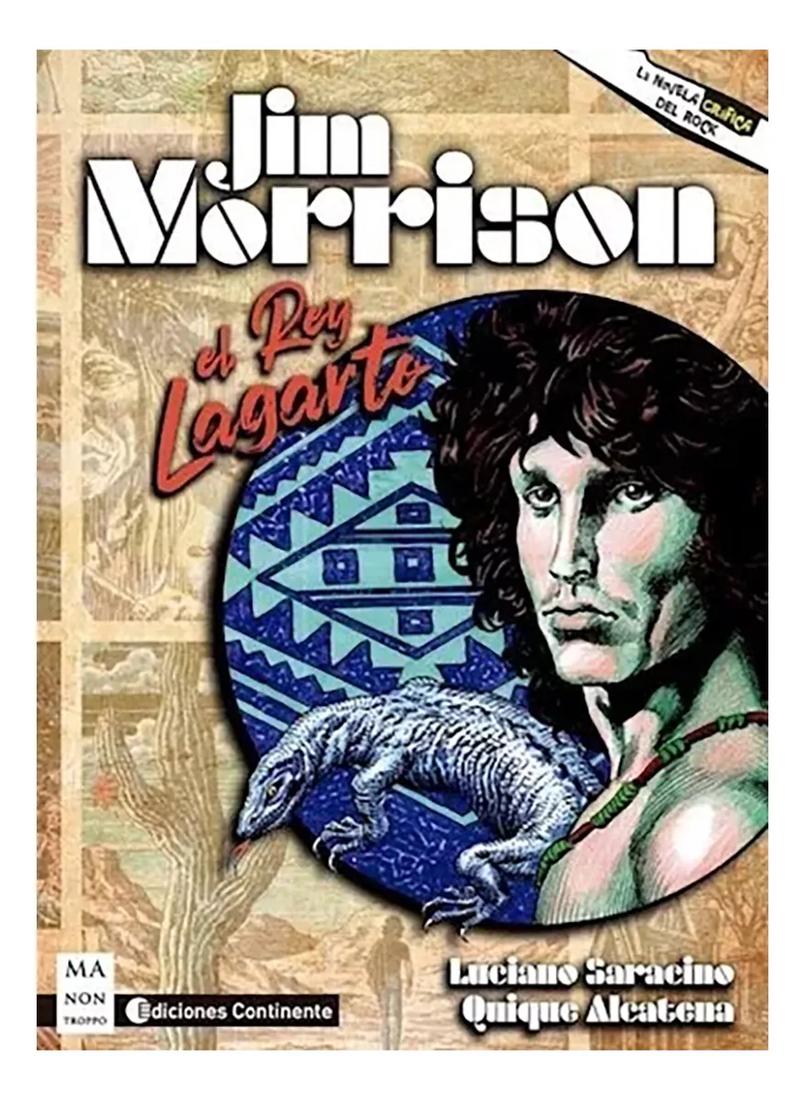 La Novela GRáFICA
DEL ROCK
Jim
Morrison
el Rey
Lagarto
MA
NON
TROPPO
Ediciones Continente
Luciano Saracino
Quique Alcatena